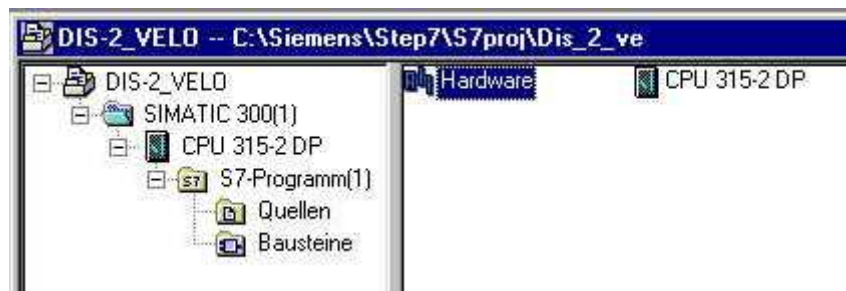 DIS-2_VELO -- C:\Siemens\Step7\S7proj\Dis_2_ve
DIS-2_VELO
SIMATIC 300(1)
CPU 315-2 DP
S7-Programm(1)
Quellen
Bausteine
Hardware
CPU 315-2 DP